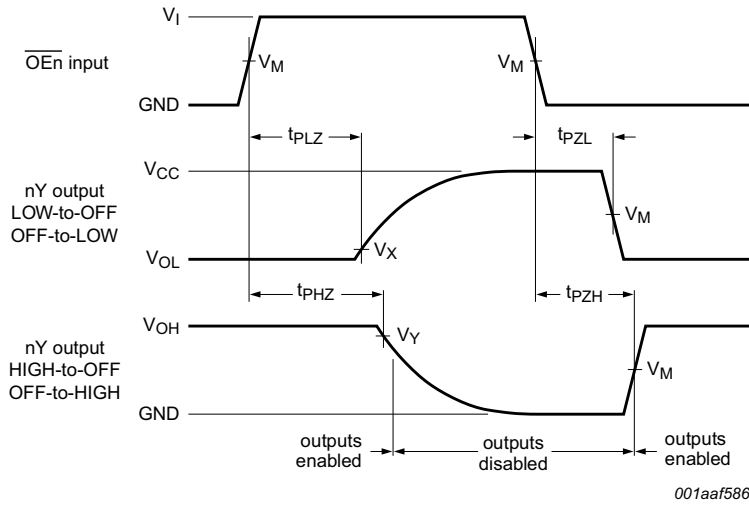 V_I
OEn input
V_M
V_M
GND
t_PLZ
t_PZL
V_CC
nY output
LOW-to-OFF
OFF-to-LOW
V_M
V_X
V_OL
t_PHZ
t_PZH
V_OH
nY output
HIGH-to-OFF
OFF-to-HIGH
V_Y
V_M
GND
outputs
enabled
outputs
disabled
outputs
enabled
001aaf586